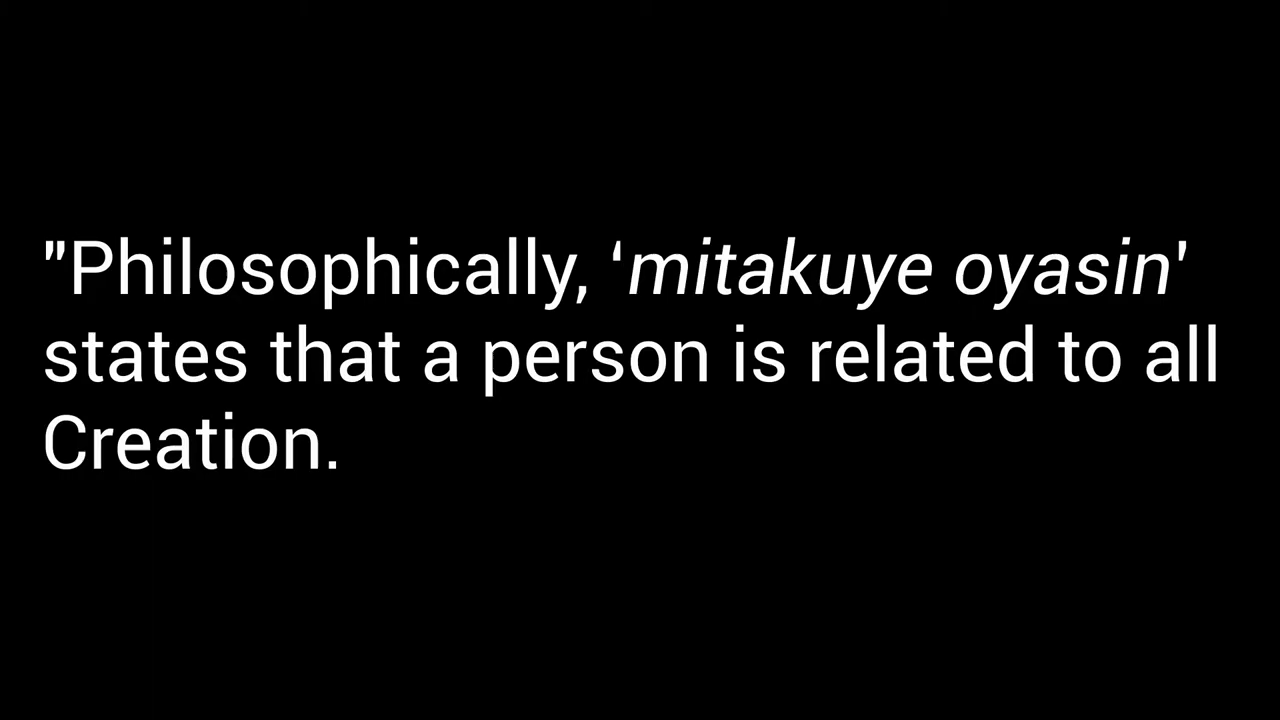 "Philosophically, ‘mitakuye oyasin'
states that a person is related to all
Creation.